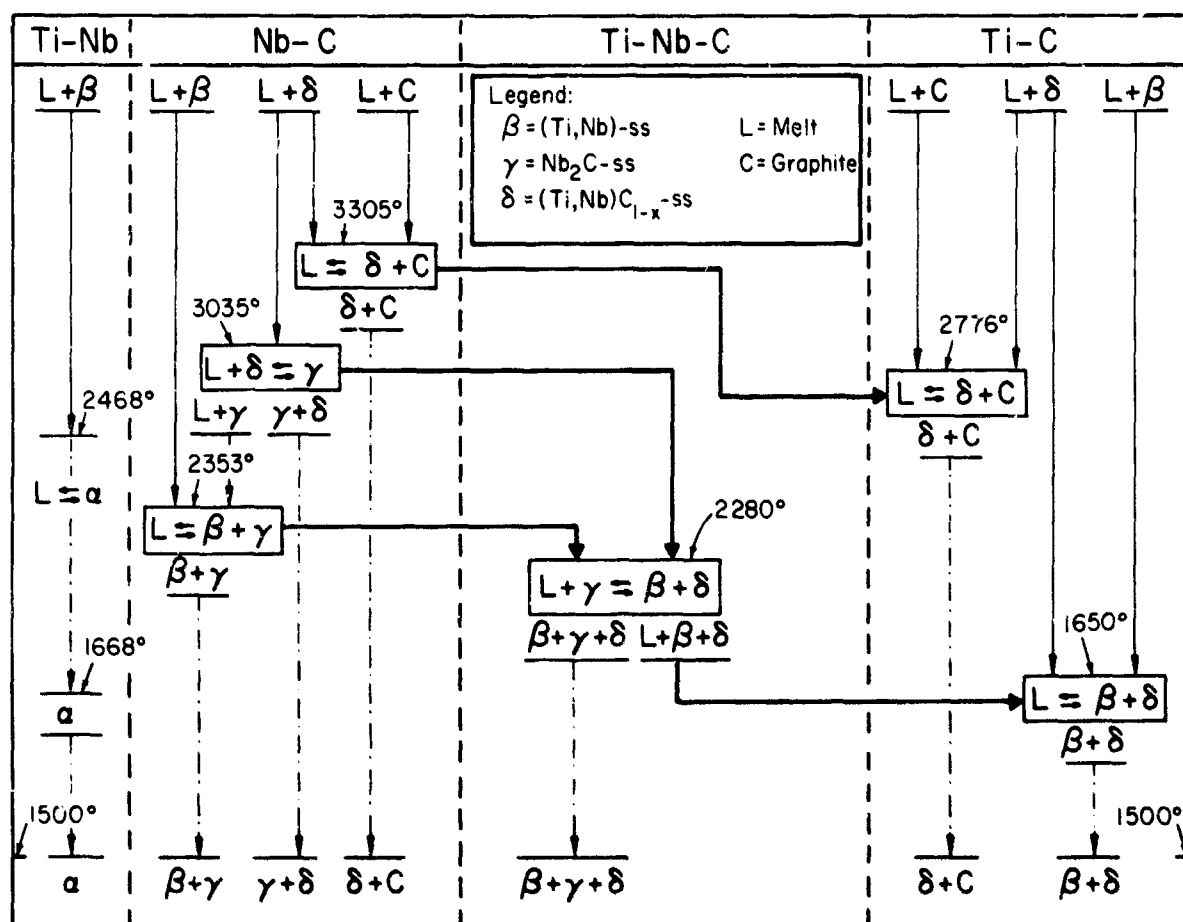 Ti-Nb
Nb-C
Ti-Nb-C
Ti-C
L+β
L+β
L+δ
L+C
L+C
L+δ
L+β
Legend:
β=(Ti,Nb)-ss
L=Melt
γ=Nb₂C-ss
C=Graphite
δ=(Ti,Nb)C₁₋ₓ-ss
3305°
L ⇆ δ+C
δ+C
3035°
L+δ ⇆ γ
L+γ
γ+δ
2776°
L ⇆ δ+C
δ+C
2468°
L ⇆ α
2353°
L ⇆ β+γ
β+γ
2280°
L+γ ⇆ β+δ
β+γ+δ
L+β+δ
1668°
α
1650°
L ⇆ β+δ
β+δ
1500°
1500°
α
β+γ
γ+δ
δ+C
β+γ+δ
δ+C
β+δ